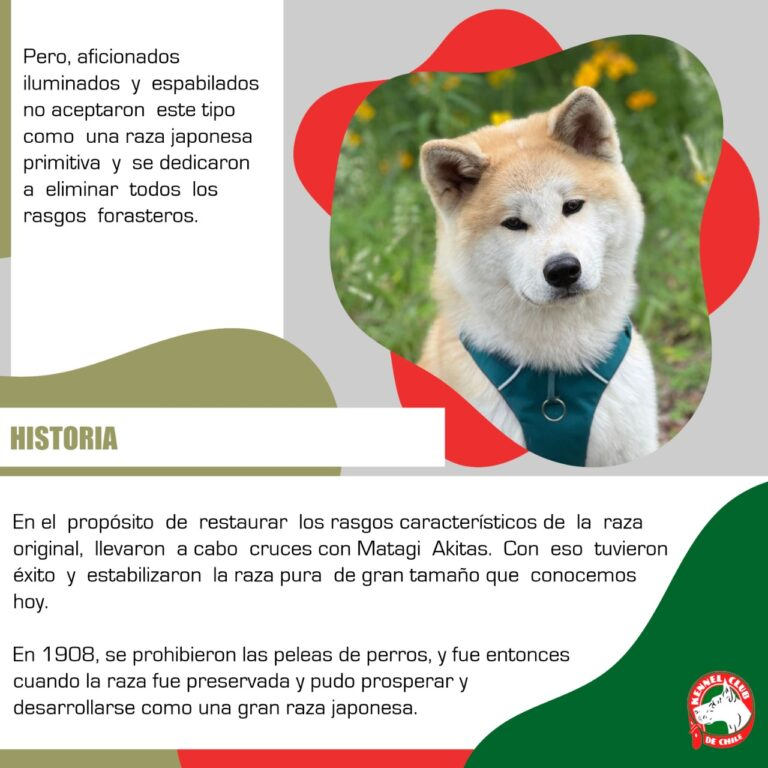 Pero, aficionados
iluminados y espabilados
no aceptaron este tipo
como una raza japonesa
primitiva y se dedicaron
a eliminar todos los
rasgos forasteros.
HISTORIA
En el propósito de restaurar los rasgos característicos de la raza
original, llevaron a cabo cruces con Matagi Akitas. Con eso tuvieron
éxito y estabilizaron la raza pura de gran tamaño que conocemos
hoy.
En 1908, se prohibieron las peleas de perros, y fue entonces
cuando la raza fue preservada y pudo prosperar y
desarrollarse como una gran raza japonesa.
KENNEL CLUB
DE CHILE